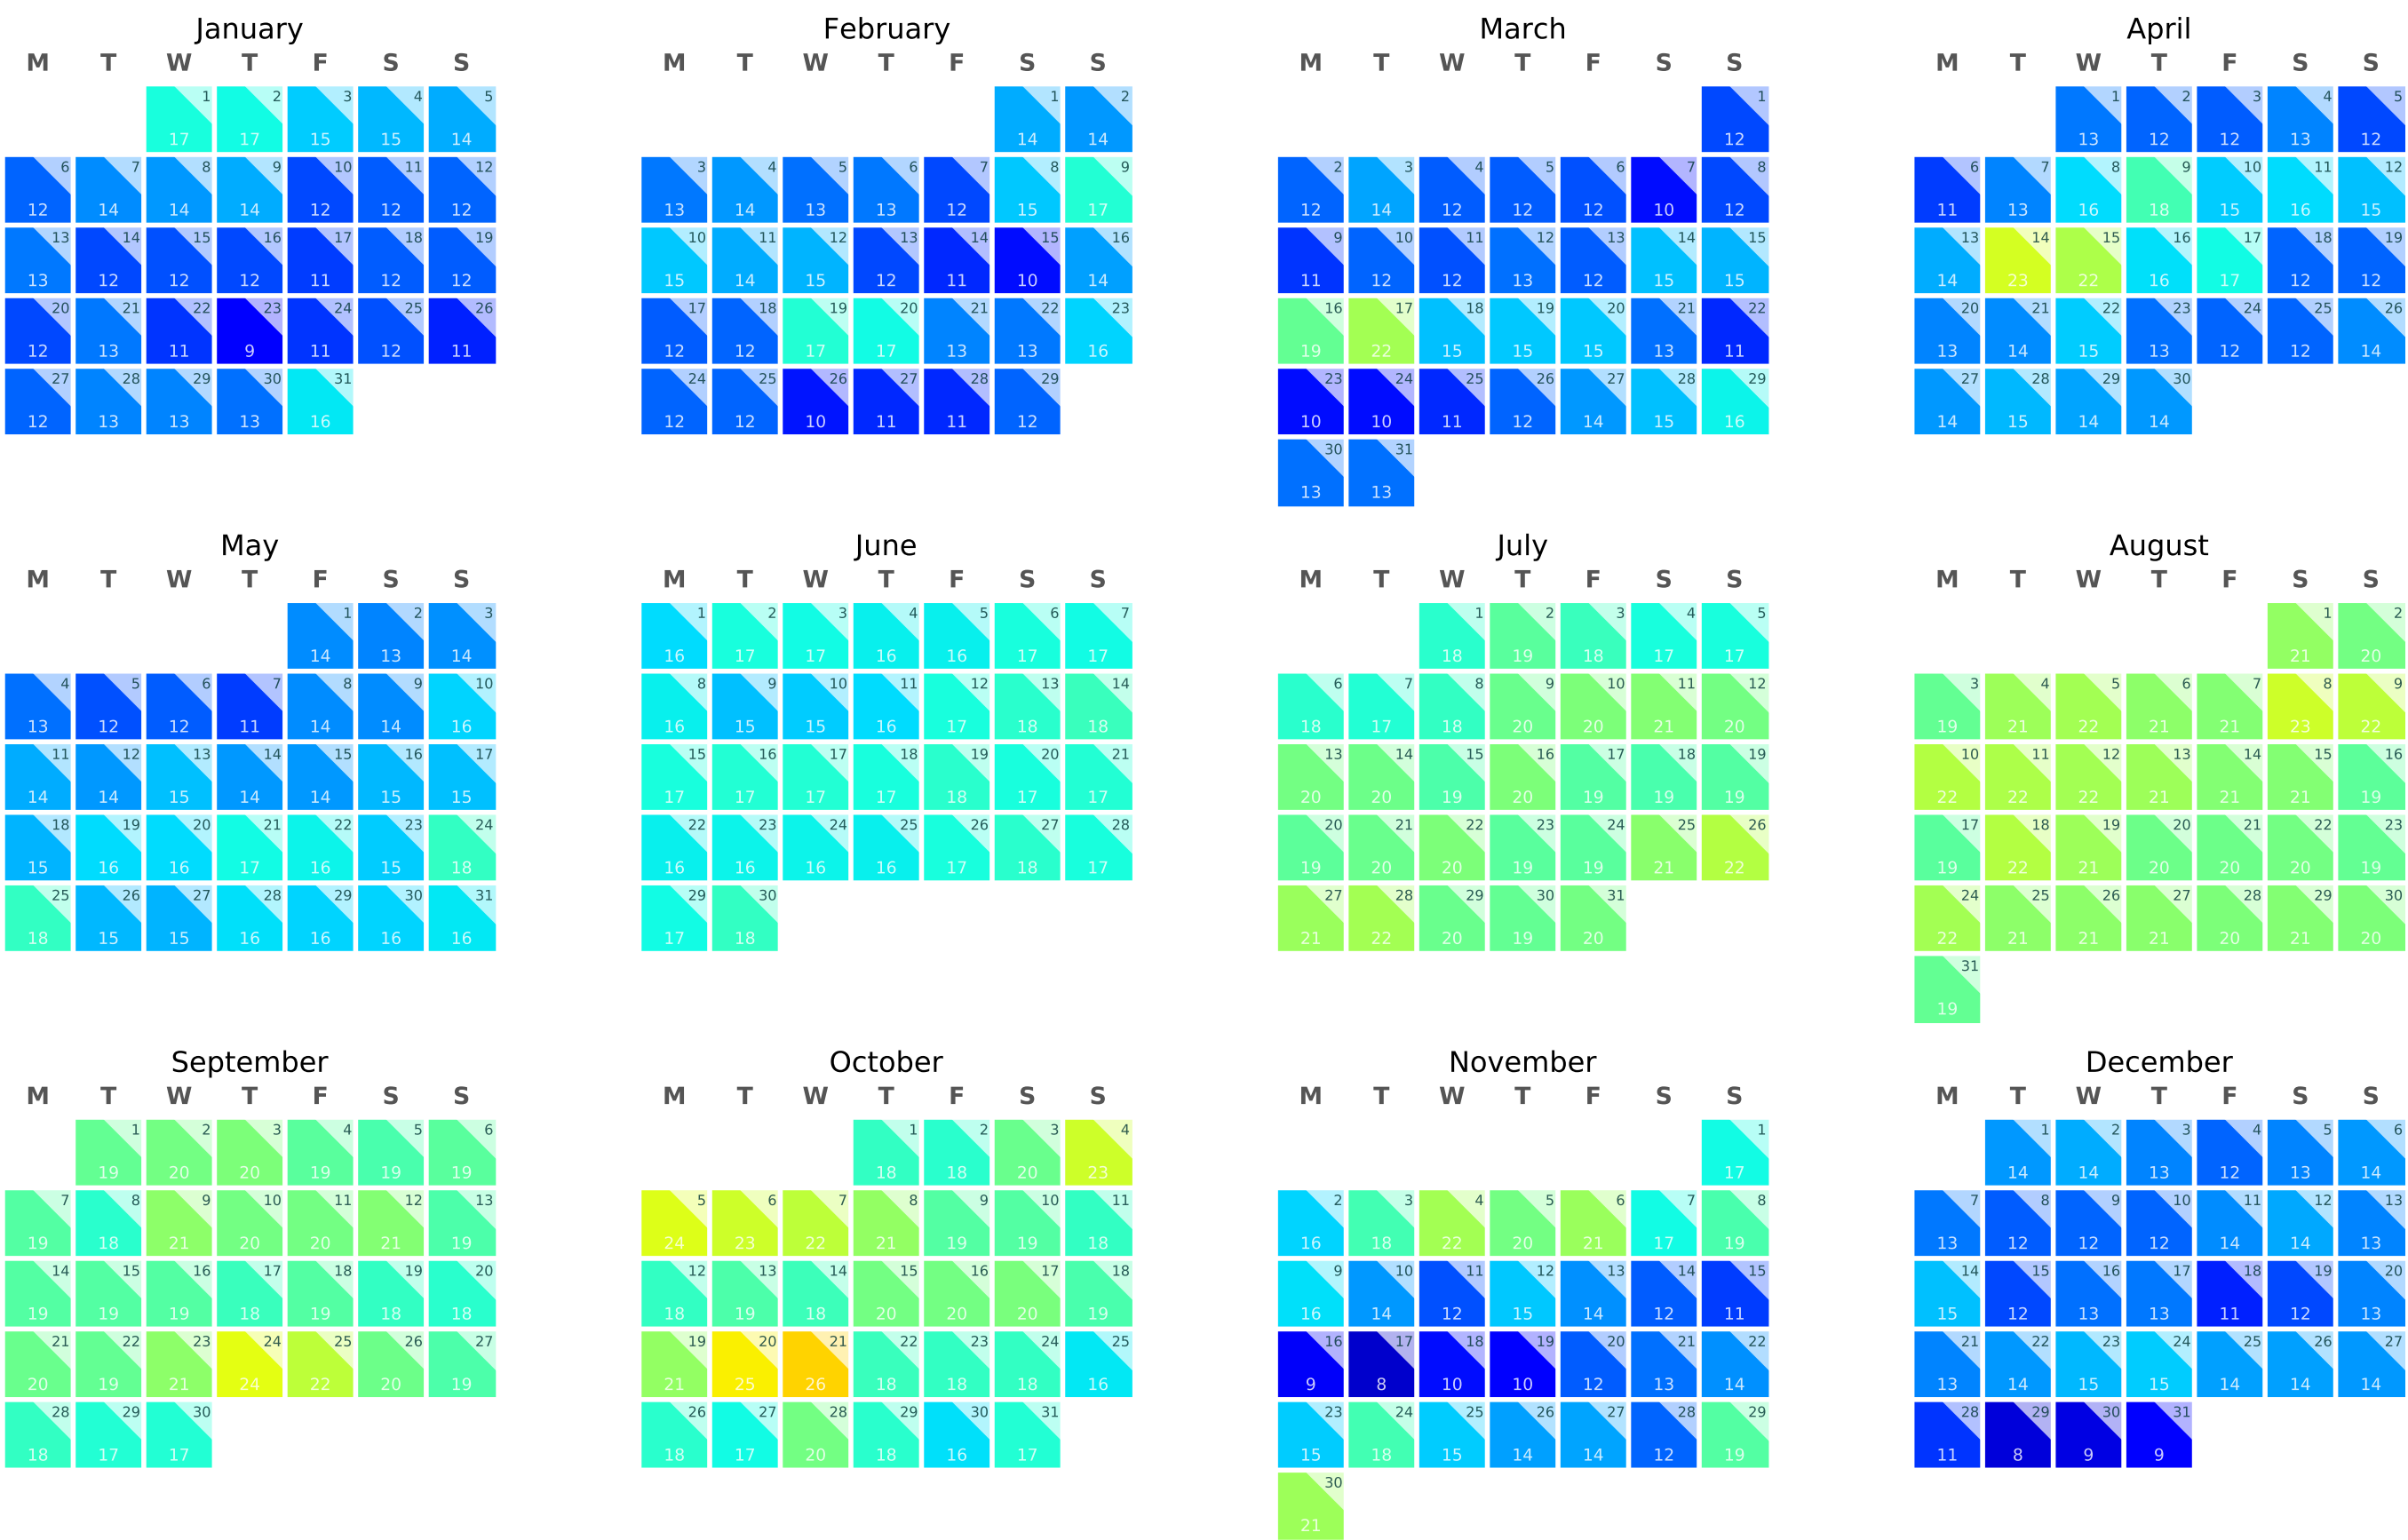 January February March April
M T W T F S S M T W T F S S M T W T F S S M T W T F S S
1 2 3 4 5 1 2 1 1 2 3 4 5
17 17 15 15 14 14 14 12 13 12 12 13 12
6 7 8 9 10 11 12 3 4 5 6 7 8 9 2 3 4 5 6 7 8 6 7 8 9 10 11 12
12 14 14 14 12 12 12 13 14 13 13 12 15 17 12 14 12 12 12 10 12 11 13 16 18 15 16 15
13 14 15 16 17 18 19 10 11 12 13 14 15 16 9 10 11 12 13 14 15 13 14 15 16 17 18 19
13 12 12 12 11 12 12 15 14 15 12 11 10 14 11 12 12 13 12 15 15 14 23 22 16 17 12 12
20 21 22 23 24 25 26 17 18 19 20 21 22 23 16 17 18 19 20 21 22 20 21 22 23 24 25 26
12 13 11 9 11 12 11 12 12 17 17 13 13 16 19 22 15 15 15 13 11 13 14 15 13 12 12 14
27 28 29 30 31 24 25 26 27 28 29 23 24 25 26 27 28 29 27 28 29 30
12 13 13 13 16 12 12 10 11 11 12 10 10 11 12 14 15 16 14 15 14 14
30 31
13 13
May June July August
M T W T F S S M T W T F S S M T W T F S S M T W T F S S
1 2 3 1 2 3 4 5 6 7 1 2 3 4 5 1 2
14 13 14 16 17 17 16 16 17 17 18 19 18 17 17 21 20
4 5 6 7 8 9 10 8 9 10 11 12 13 14 6 7 8 9 10 11 12 3 4 5 6 7 8 9
13 12 12 11 14 14 16 16 15 15 16 17 18 18 18 17 18 20 20 21 20 19 21 22 21 21 23 22
11 12 13 14 15 16 17 15 16 17 18 19 20 21 13 14 15 16 17 18 19 10 11 12 13 14 15 16
14 14 15 14 14 15 15 17 17 17 17 18 17 17 20 20 19 20 19 19 19 22 22 22 21 21 21 19
18 19 20 21 22 23 24 22 23 24 25 26 27 28 20 21 22 23 24 25 26 17 18 19 20 21 22 23
15 16 16 17 16 15 18 16 16 16 16 17 18 17 19 20 20 19 19 21 22 19 22 21 20 20 20 19
25 26 27 28 29 30 31 29 30 27 28 29 30 31 24 25 26 27 28 29 30
18 15 15 16 16 16 16 17 18 21 22 20 19 20 22 21 21 21 20 21 20
31
19
September October November December
M T W T F S S M T W T F S S M T W T F S S M T W T F S S
1 2 3 4 5 6 1 2 3 4 1 1 2 3 4 5 6
19 20 20 19 19 19 18 18 20 23 17 14 14 13 12 13 14
7 8 9 10 11 12 13 5 6 7 8 9 10 11 2 3 4 5 6 7 8 7 8 9 10 11 12 13
19 18 21 20 20 21 19 24 23 22 21 19 19 18 16 18 22 20 21 17 19 13 12 12 12 14 14 13
14 15 16 17 18 19 20 12 13 14 15 16 17 18 9 10 11 12 13 14 15 14 15 16 17 18 19 20
19 19 19 18 19 18 18 18 19 18 20 20 20 19 16 14 12 15 14 12 11 15 12 13 13 11 12 13
21 22 23 24 25 26 27 19 20 21 22 23 24 25 16 17 18 19 20 21 22 21 22 23 24 25 26 27
20 19 21 24 22 20 19 21 25 26 18 18 18 16 9 8 10 10 12 13 14 13 14 15 15 14 14 14
28 29 30 26 27 28 29 30 31 23 24 25 26 27 28 29 28 29 30 31
18 17 17 18 17 20 18 16 17 15 18 15 14 14 12 19 11 8 9 9
30
21